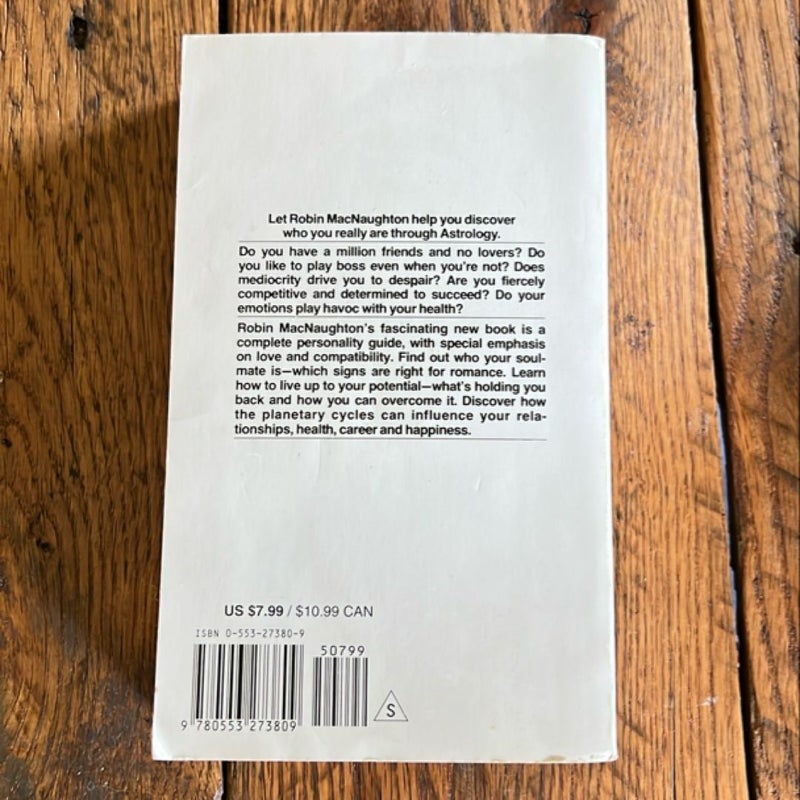 Let Robin MacNaughton help you discover
who you really are through Astrology.
Do you have a million friends and no lovers? Do
you like to play boss even when you're not? Does
mediocrity drive you to despair? Are you fiercely
competitive and determined to succeed? Do your
emotions play havoc with your health?
Robin MacNaughton's fascinating new book is a
complete personality guide, with special emphasis
on love and compatibility. Find out who your soul-
mate is—which signs are right for romance. Learn
how to live up to your potential—what's holding you
back and how you can overcome it. Discover how
the planetary cycles can influence your rela-
tionships, health, career and happiness.
US $7.99 / $10.99 CAN
ISBN 0-553-27380-9
50799
9 780553 273809
S